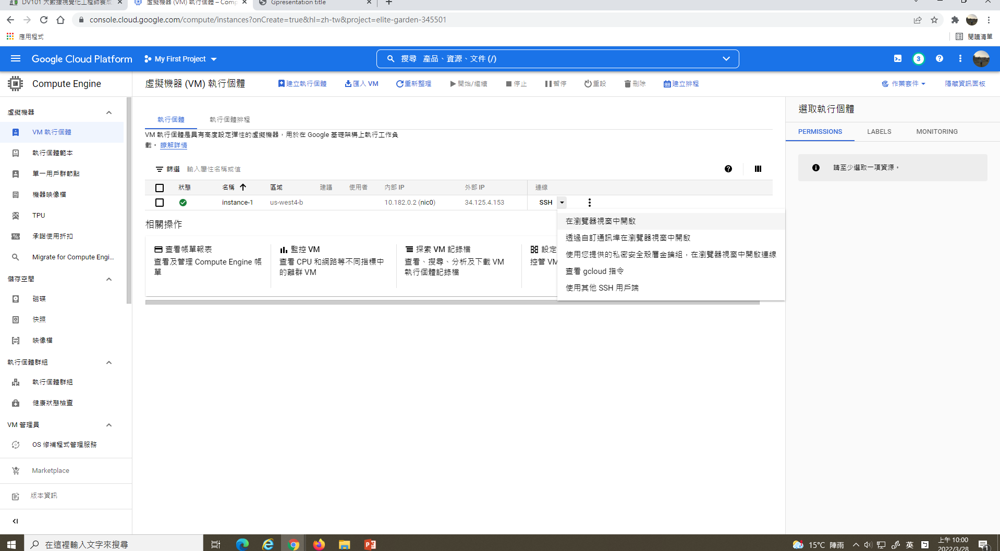 DV101 大數據視覺化工程師養成
虛擬機器 (VM) 執行個體 – Comp
Gpresentation title
console.cloud.google.com/compute/instances?onCreate=true&hl=zh-tw&project=elite-garden-345501
應用程式
閱讀清單
Google Cloud Platform
My First Project
搜尋 產品、資源、文件 (/)
3
Compute Engine
虛擬機器 (VM) 執行個體
建立執行個體
匯入 VM
重新整理
開始/繼續
停止
暫停
重設
刪除
建立排程
作業套件
隱藏資訊面板
虛擬機器
VM 執行個體
執行個體範本
單一用戶群節點
機器映像檔
TPU
承諾使用折扣
Migrate for Compute Engi...
儲存空間
磁碟
快照
映像檔
執行個體群組
執行個體群組
健康狀態檢查
VM 管理員
OS 修補程式管理服務
Marketplace
版本資訊
執行個體
執行個體排程
VM 執行個體是具有高度設定彈性的虛擬機器，用於在 Google 基礎架構上執行工作負
載。 瞭解詳情
篩選 輸入屬性名稱或值
狀態 名稱 區域 建議 使用者 內部 IP 外部 IP 連線
instance-1 us-west4-b 10.182.0.2 (nic0) 34.125.4.153 SSH
在瀏覽器視窗中開啟
透過自訂通訊埠在瀏覽器視窗中開啟
使用您提供的私密安全殼層金鑰組，在瀏覽器視窗中開啟連線
查看 gcloud 指令
使用其他 SSH 用戶端
相關操作
查看帳單報表
查看及管理 Compute Engine 帳
單
監控 VM
查看 CPU 和網路等不同指標中
的離群 VM
探索 VM 記錄檔
查看、搜尋、分析及下載 VM
執行個體記錄檔
設定
控管 VM
選取執行個體
PERMISSIONS
LABELS
MONITORING
請至少選取一項資源。
在這裡輸入文字來搜尋
15°C 陣雨
英
上午 10:00
2022/3/28
1